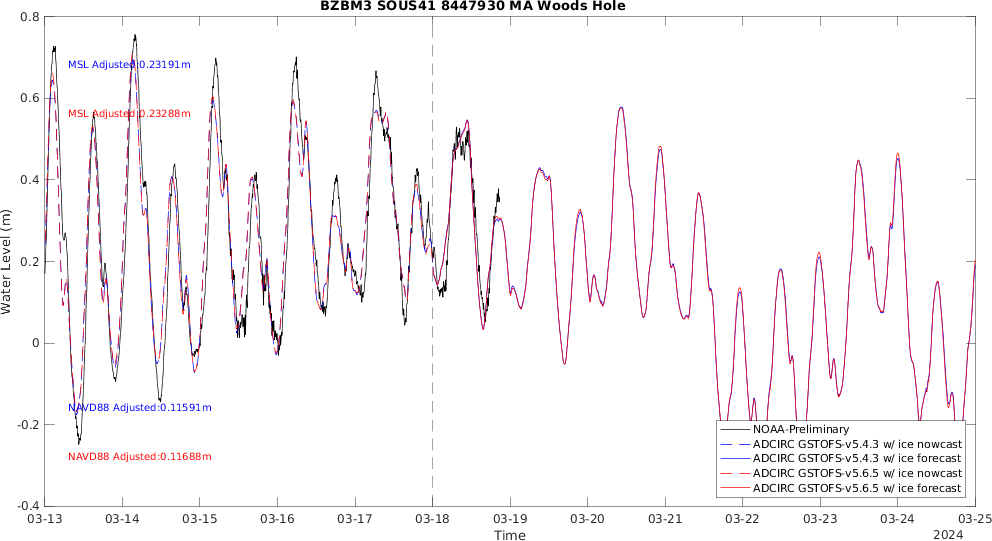 BZBM3 SOUS41 8447930 MA Woods Hole
0.8
0.6
0.4
0.2
0
-0.2
-0.4
Water Level (m)
MSL Adjusted:0.23191m
MSL Adjusted:0.23288m
NAVD88 Adjusted:0.11591m
NAVD88 Adjusted:0.11688m
NOAA-Preliminary
ADCIRC GSTOFS-v5.4.3 w/ ice nowcast
ADCIRC GSTOFS-v5.4.3 w/ ice forecast
ADCIRC GSTOFS-v5.6.5 w/ ice nowcast
ADCIRC GSTOFS-v5.6.5 w/ ice forecast
03-13 03-14 03-15 03-16 03-17 03-18 03-19 03-20 03-21 03-22 03-23 03-24 03-25
Time
2024